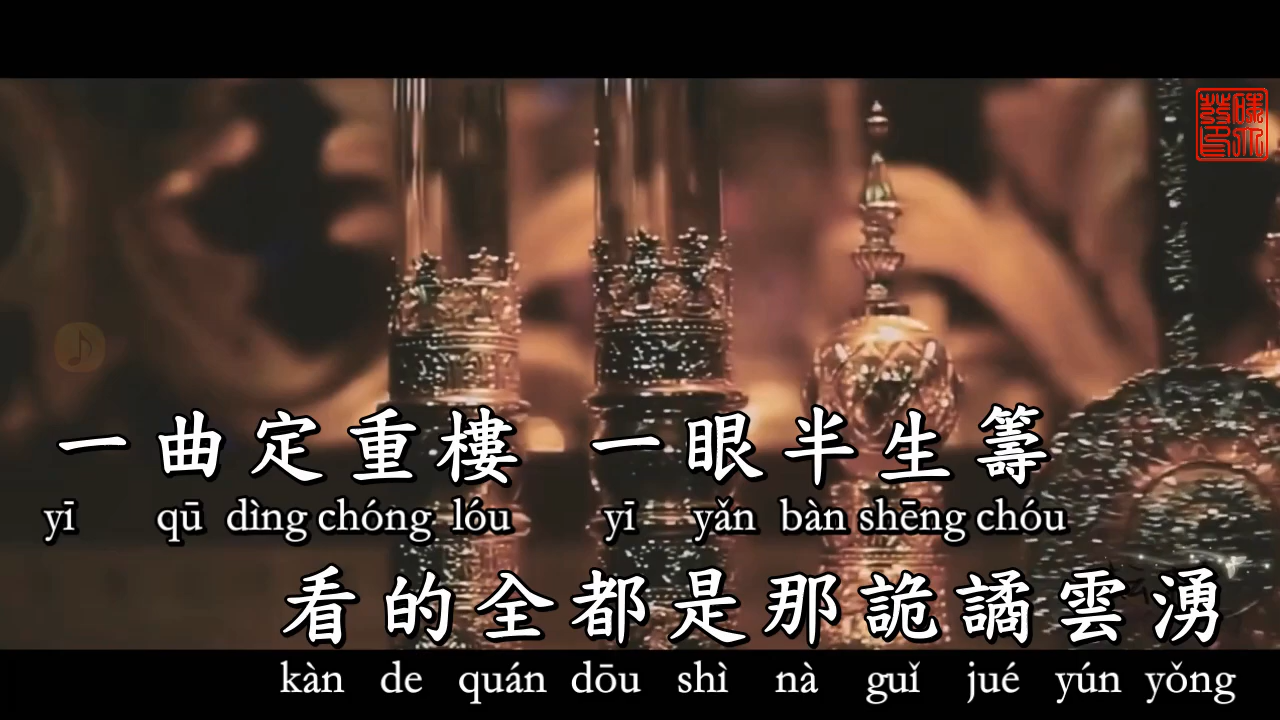 一曲定重樓 一眼半生籌
yī qū dìng chóng lóu yī yǎn bàn shēng chóu
看的全都是那詭譎雲湧
kàn de quán dōu shì nà guǐ jué yún yǒng